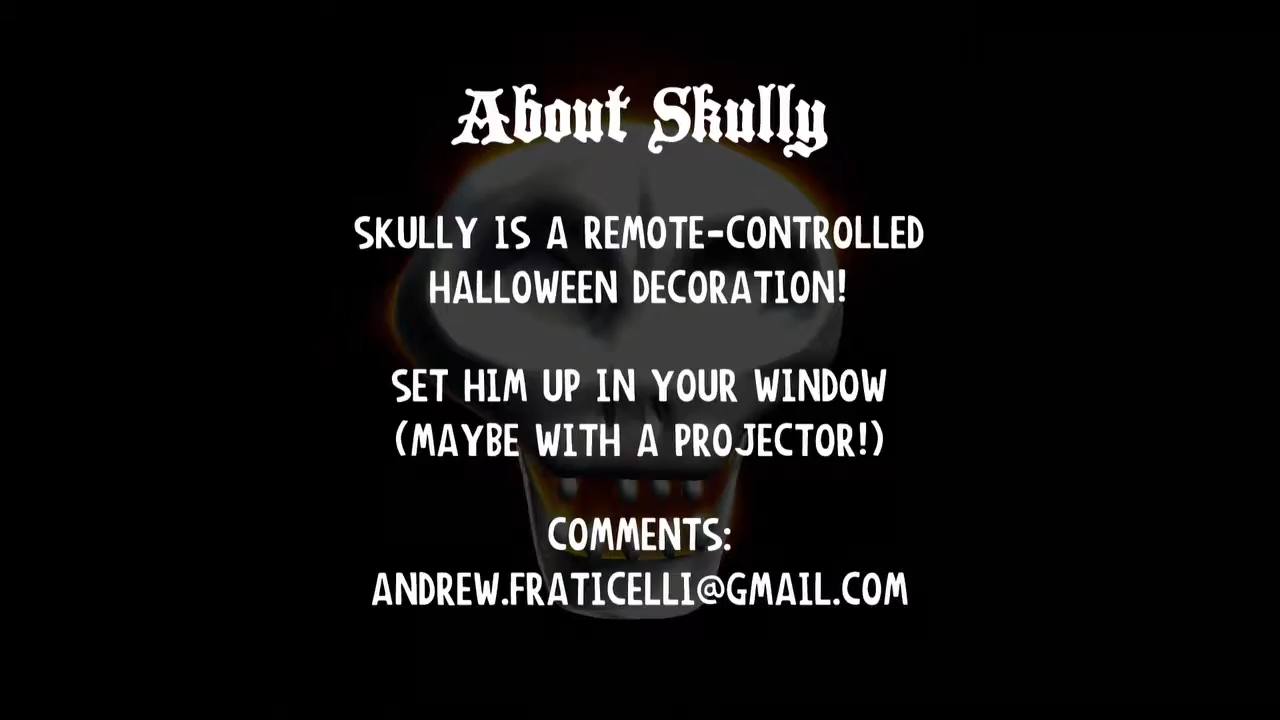 About Skully
SKULLY IS A REMOTE-CONTROLLED
HALLOWEEN DECORATION!
SET HIM UP IN YOUR WINDOW
(MAYBE WITH A PROJECTOR!)
COMMENTS:
ANDREW.FRATICELLI@GMAIL.COM